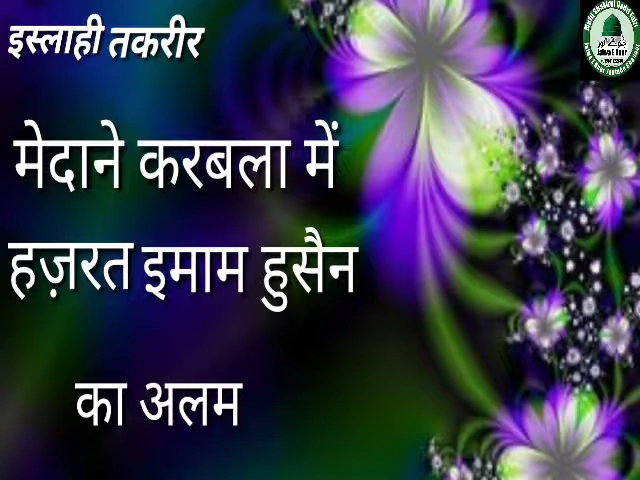 इस्लाही तकरीर
मेदाने करबला में
हज़रत इमाम हुसैन
का अलम